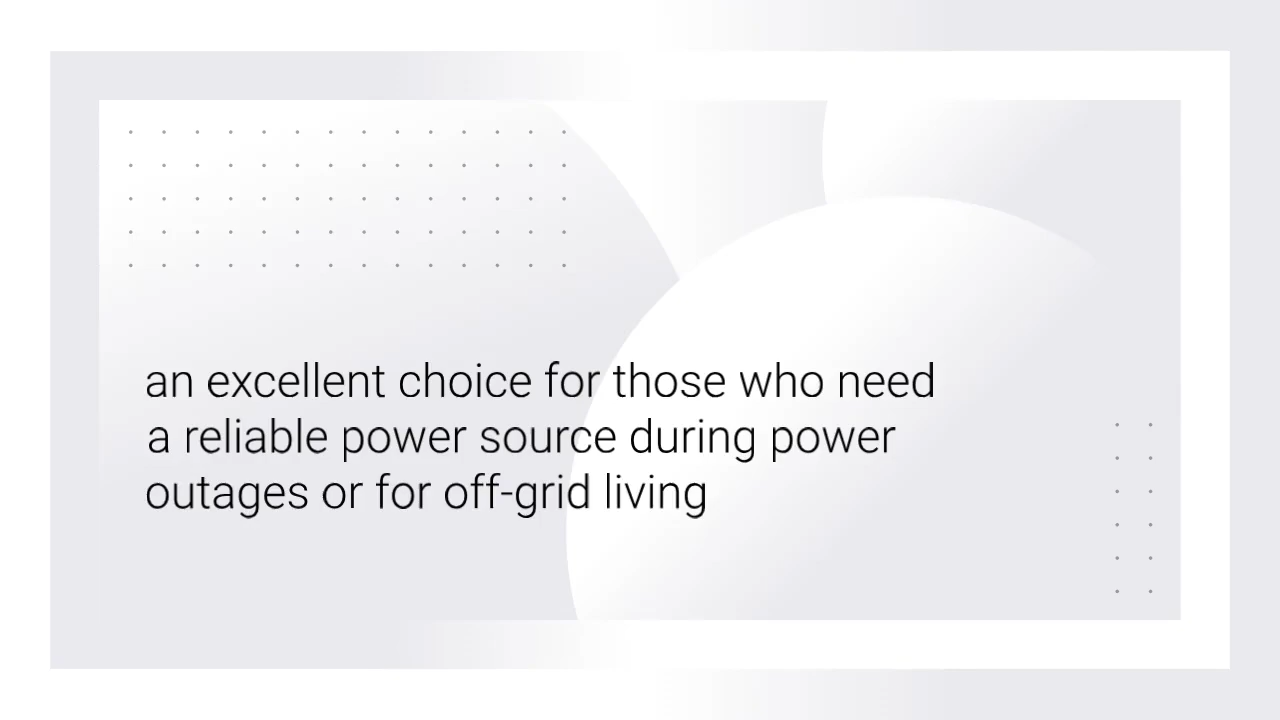 an excellent choice for those who need
a reliable power source during power
outages or for off-grid living